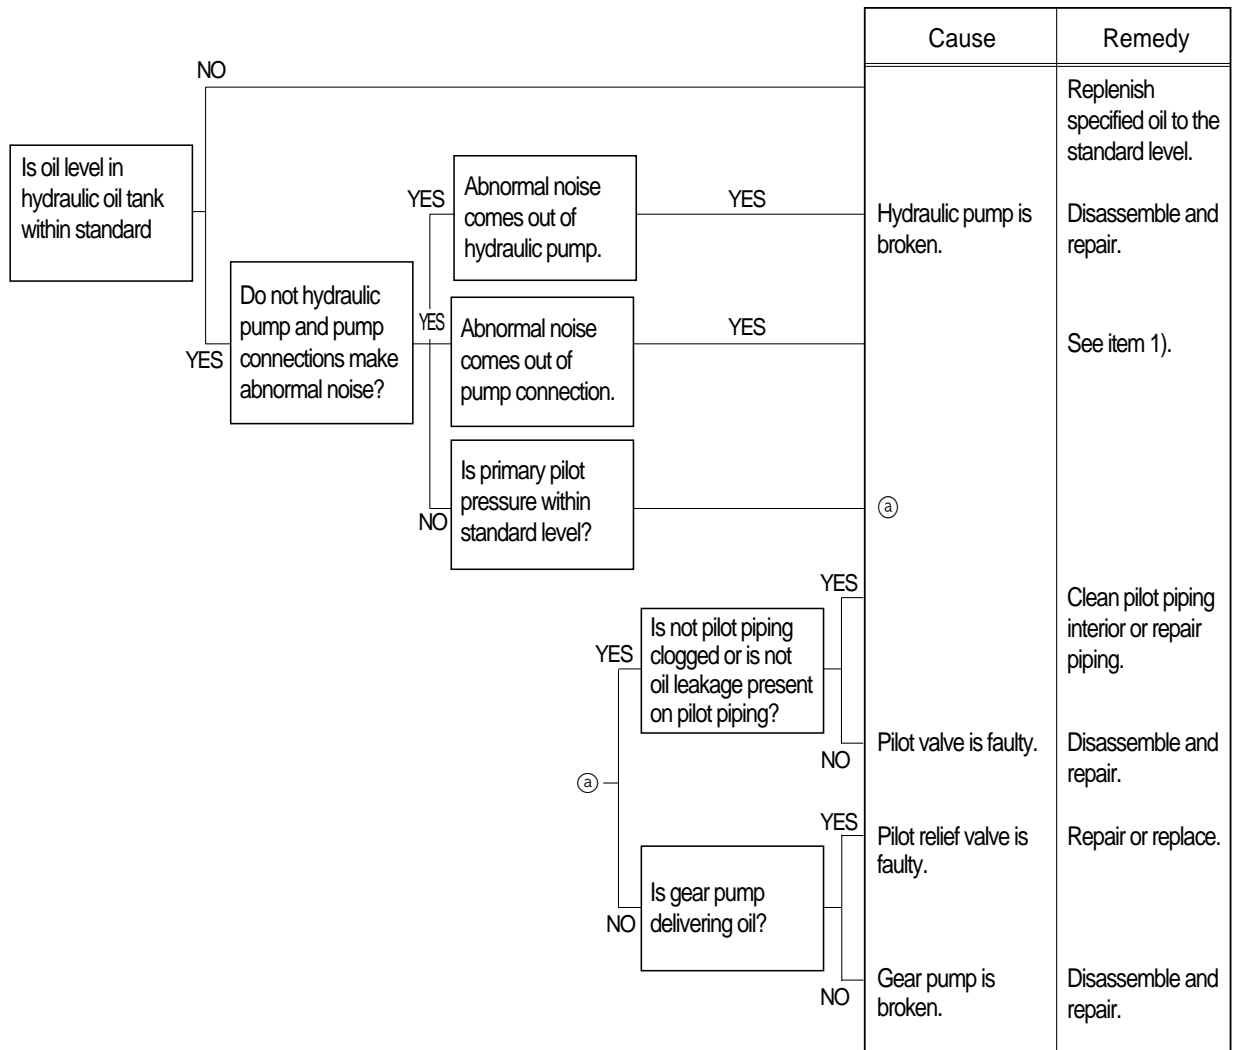 Cause
Remedy
NO
Replenish
specified oil to the
standard level.
Is oil level in
hydraulic oil tank
within standard
YES
Abnormal noise
comes out of
hydraulic pump.
YES
Hydraulic pump is
broken.
Disassemble and
repair.
YES
Do not hydraulic
pump and pump
connections make
abnormal noise?
YES
Abnormal noise
comes out of
pump connection.
YES
See item 1).
NO
Is primary pilot
pressure within
standard level?
ⓐ
ⓐ
YES
Is not pilot piping
clogged or is not
oil leakage present
on pilot piping?
YES
Clean pilot piping
interior or repair
piping.
NO
Pilot valve is faulty.
Disassemble and
repair.
NO
Is gear pump
delivering oil?
YES
Pilot relief valve is
faulty.
Repair or replace.
NO
Gear pump is
broken.
Disassemble and
repair.